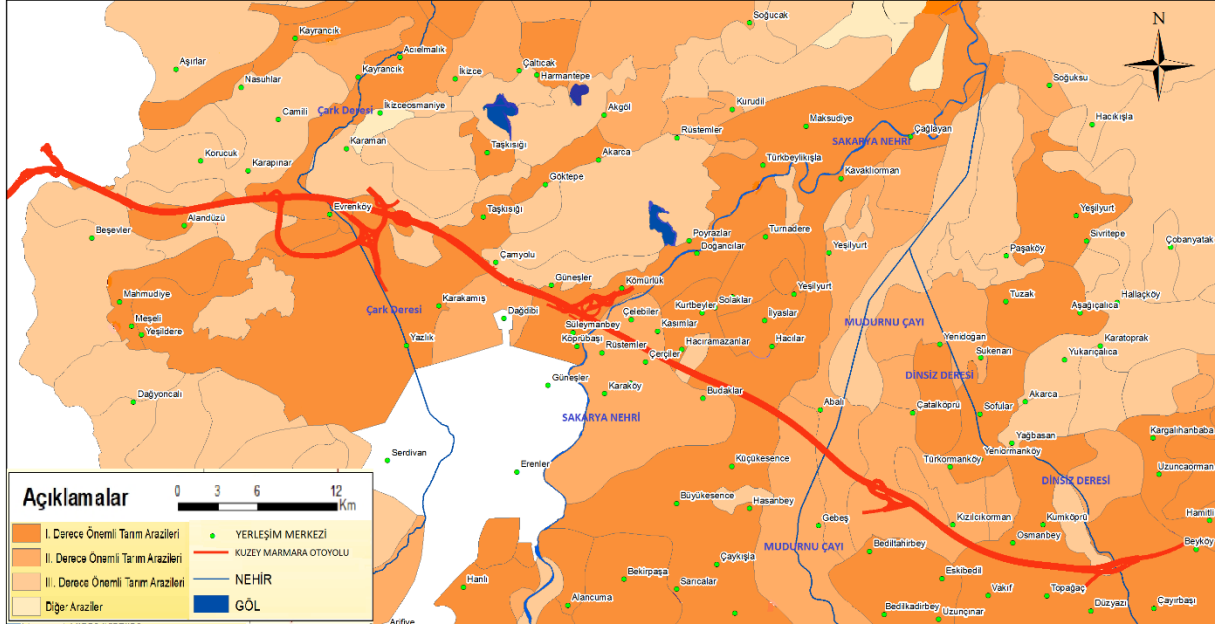 Soğucak
N
Kayrancık
Acıelmalık
Aşırlar
Kayrancık
İkizce
Çaltıcak
Harmantepe
Nasuhlar
Soğuksu
Çark Deresi
İkizceosmaniye
Akgöl
Kurudil
Camili
Maksudiye
Hacıkışla
Çağlayan
SAKARYA NEHRİ
Karaman
Taşkısığı
Rüstemler
Korucuk
Karapınar
Akarca
Türkbeylikışla
Kavaklıorman
Göktepe
Evrenköy
Taşkısığı
Alandüzü
Beşevler
Yeşilyurt
Poyrazlar
Turnadere
Sivritepe
Doğancılar
Yeşilyurt
Paşaköy
Çobanyatak
Çamyolu
Güneşler
Kömürlük
Mahmudiye
Karakamış
Solaklar
Yeşilyurt
Tuzak
Hallaçköy
Kurtbeyler
Aşağıçalıca
Çark Deresi
Dağdibi
Çelebiler
İlyaslar
MUDURNU ÇAYI
Meşeli
Yeşildere
Süleymanbey
Kasımlar
Yazlık
Köprübaşı
Rüstemler
Hacıramazanlar
Hacılar
Yenidoğan
Karatoprak
Çerçiler
Sukenarı
Yukarıçalıca
DİNSİZ DERESİ
Güneşler
Karaköy
Budaklar
Dağyoncalı
Akarca
SAKARYA NEHRİ
Abalı
Çatalköprü
Sofular
Kargalıhanbaba
Yağbasan
Yeniormanköy
Serdivan
Erenler
Küçükesence
Türkormanköy
Uzuncaorman
DİNSİZ DERESİ
Büyükesence
Hasanbey
Hamitli
Gebeş
Kızılcıkorman
Kumköprü
Osmanbey
MUDURNU ÇAYI
Bediltahirbey
Beyköy
Çaykışla
Hanlı
Bekirpaşa
Sarıcalar
Eskibedil
Vakıf
Topağaç
Alancuma
Bedilkadirbey
Uzunçınar
Düzyazı
Çayırbaşı
Arifiye
Açıklamalar
0 3 6 12
Km
I. Derece Önemli Tarım Arazileri
II. Derece Önemli Tarım Arazileri
III. Derece Önemli Tarım Arazileri
Diğer Araziler
YERLEŞİM MERKEZİ
KUZEY MARMARA OTOYOLU
NEHİR
GÖL